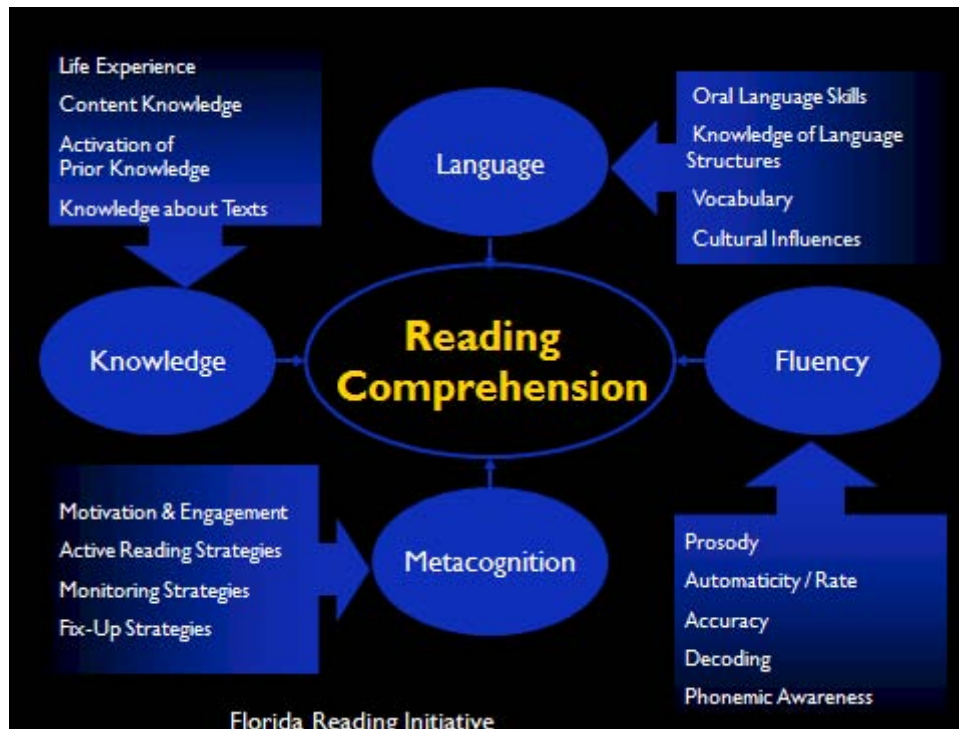 Life Experience
Content Knowledge
Activation of
Prior Knowledge
Knowledge about Texts
Language
Oral Language Skills
Knowledge of Language
Structures
Vocabulary
Cultural Influences
Knowledge
Reading
Comprehension
Fluency
Motivation & Engagement
Active Reading Strategies
Monitoring Strategies
Fix-Up Strategies
Metacognition
Prosody
Automaticity / Rate
Accuracy
Decoding
Phonemic Awareness
Florida Reading Initiative